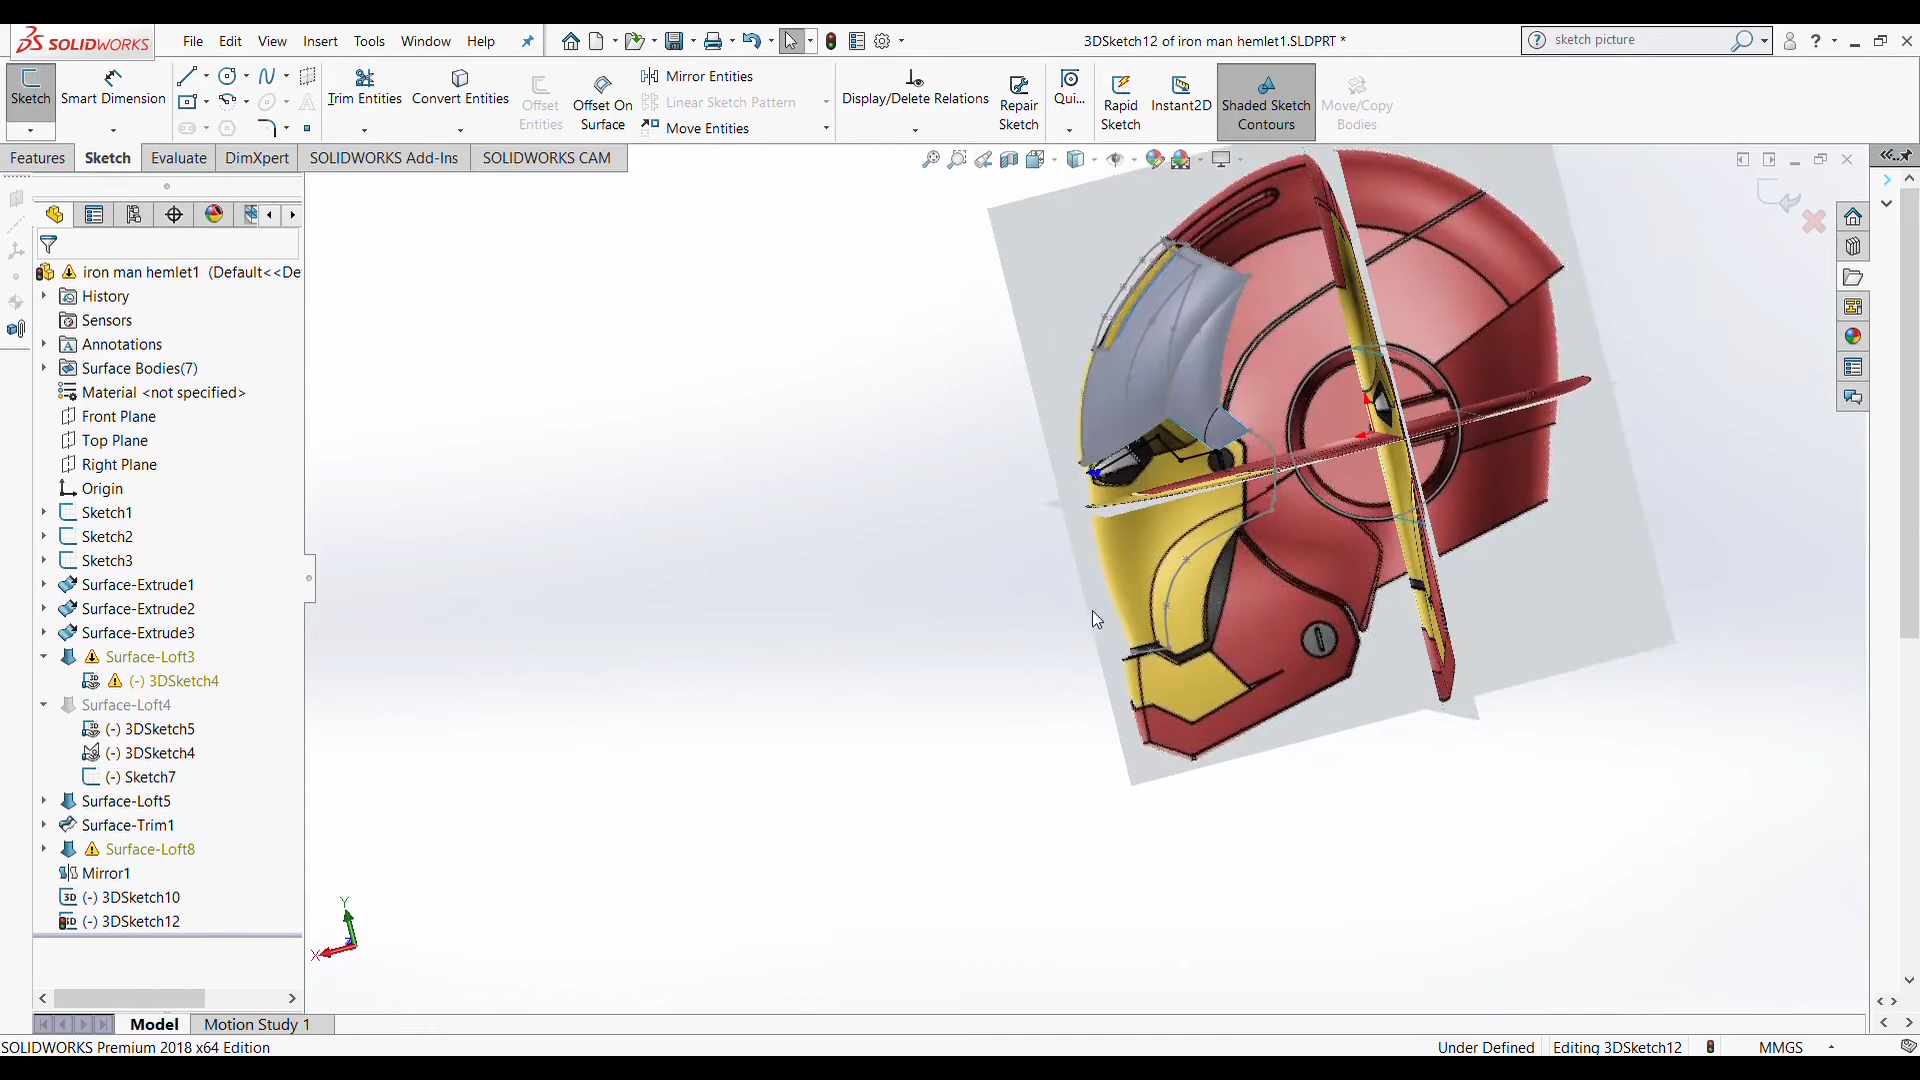 SOLIDWORKS
File Edit View Insert Tools Window Help
3DSketch12 of iron man hemlet1.SLDPRT *
sketch picture
Sketch
Smart Dimension
Trim Entities
Convert Entities
Offset Entities
Offset On Surface
Mirror Entities
Linear Sketch Pattern
Move Entities
Display/Delete Relations
Repair Sketch
Qui...
Rapid Sketch
Instant2D
Shaded Sketch Contours
Move/Copy Bodies
Features Sketch Evaluate DimXpert SOLIDWORKS Add-Ins SOLIDWORKS CAM
iron man hemlet1 (Default<<De
History
Sensors
Annotations
Surface Bodies(7)
Material <not specified>
Front Plane
Top Plane
Right Plane
Origin
Sketch1
Sketch2
Sketch3
Surface-Extrude1
Surface-Extrude2
Surface-Extrude3
Surface-Loft3
(-) 3DSketch4
Surface-Loft4
(-) 3DSketch5
(-) 3DSketch4
(-) Sketch7
Surface-Loft5
Surface-Trim1
Surface-Loft8
Mirror1
(-) 3DSketch10
(-) 3DSketch12
Y
X
Model Motion Study 1
SOLIDWORKS Premium 2018 x64 Edition
Under Defined Editing 3DSketch12 MMGS